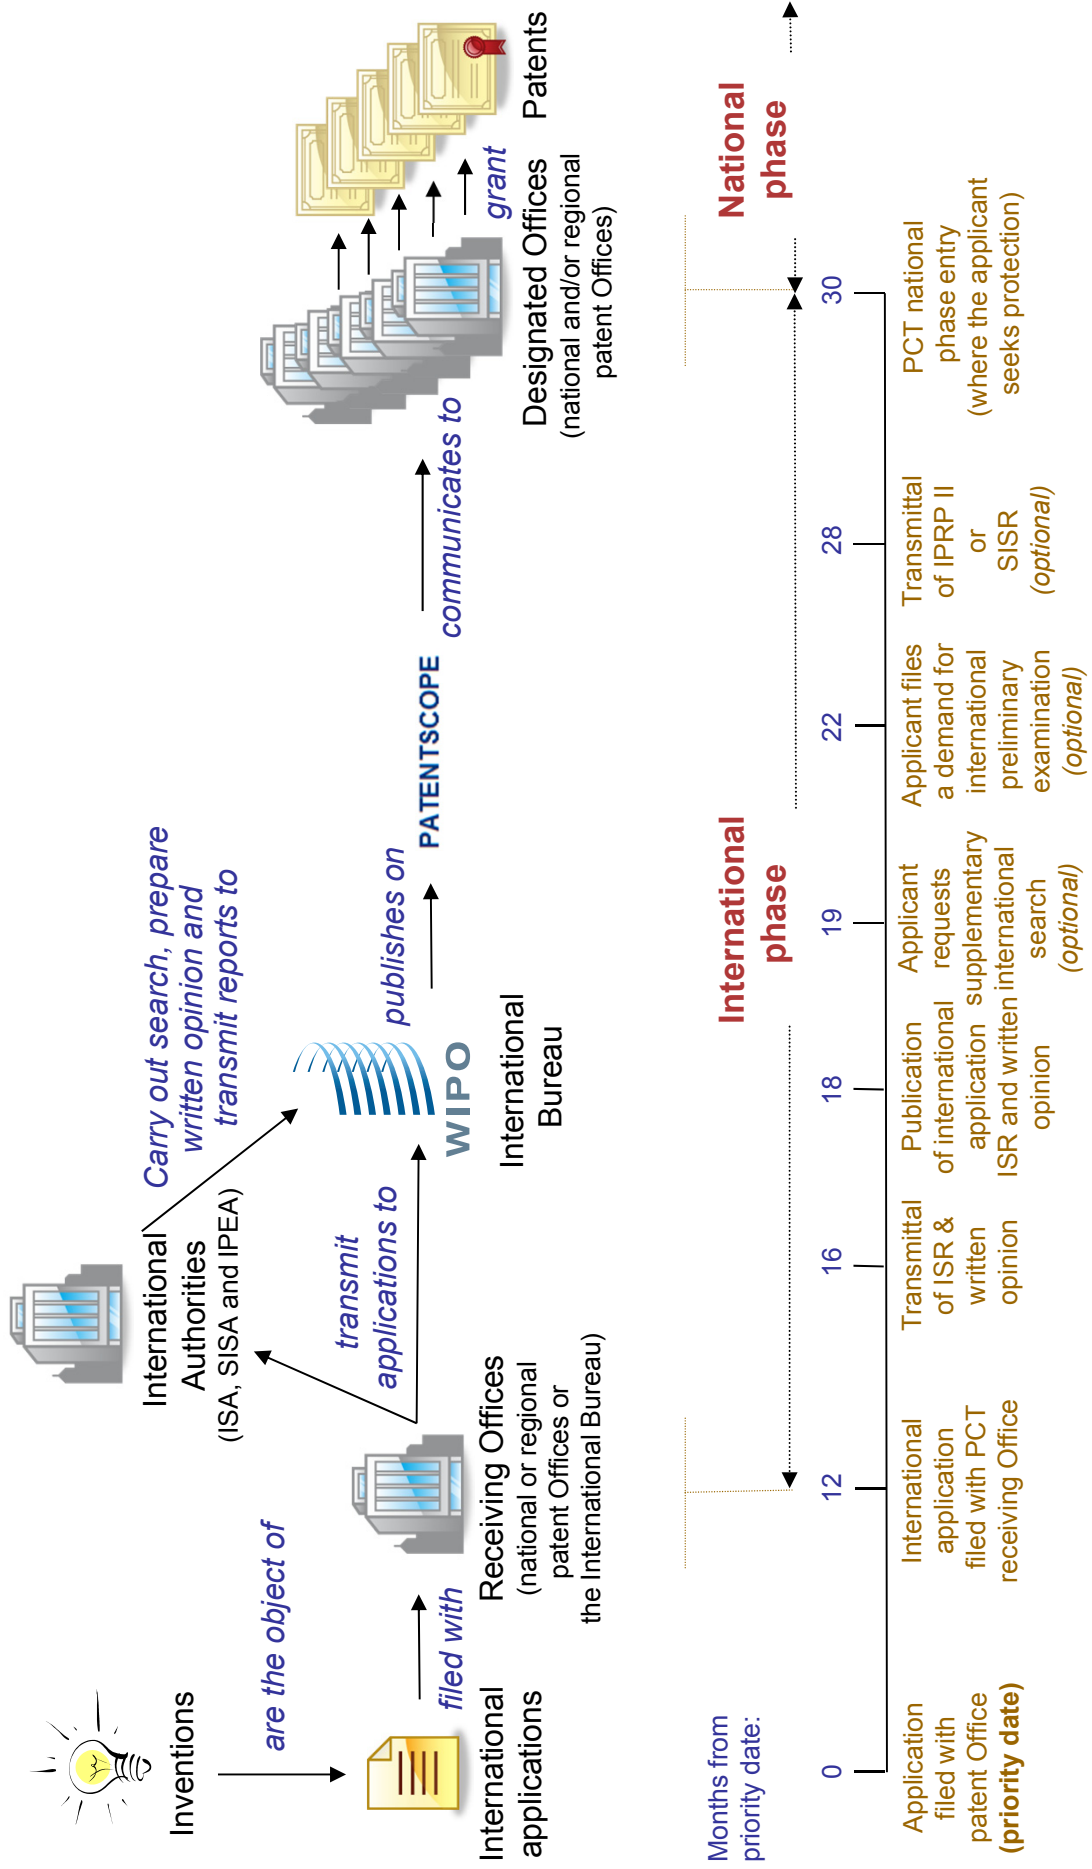 Inventions
are the object of
International
applications
filed with
Receiving Offices
(national or regional
patent Offices or
the International Bureau)
transmit
applications to
International
Authorities
(ISA, SISA and IPEA)
Carry out search, prepare
written opinion and
transmit reports to
WIPO
International
Bureau
publishes on
PATENTSCOPE
communicates to
Designated Offices
(national and/or regional
patent Offices)
grant
Patents
International
phase
National
phase
Months from
priority date:
0
12
16
18
19
22
28
30
Application
filed with
patent Office
(priority date)
International
application
filed with PCT
receiving Office
Transmittal
of ISR &
written
opinion
Publication
of international
application
ISR and written
opinion
Applicant
requests
application supplementary
international
search
(optional)
Applicant files
a demand for
international
preliminary
examination
(optional)
Transmittal
of IPRP II
or
SISR
(optional)
PCT national
phase entry
(where the applicant
seeks protection)